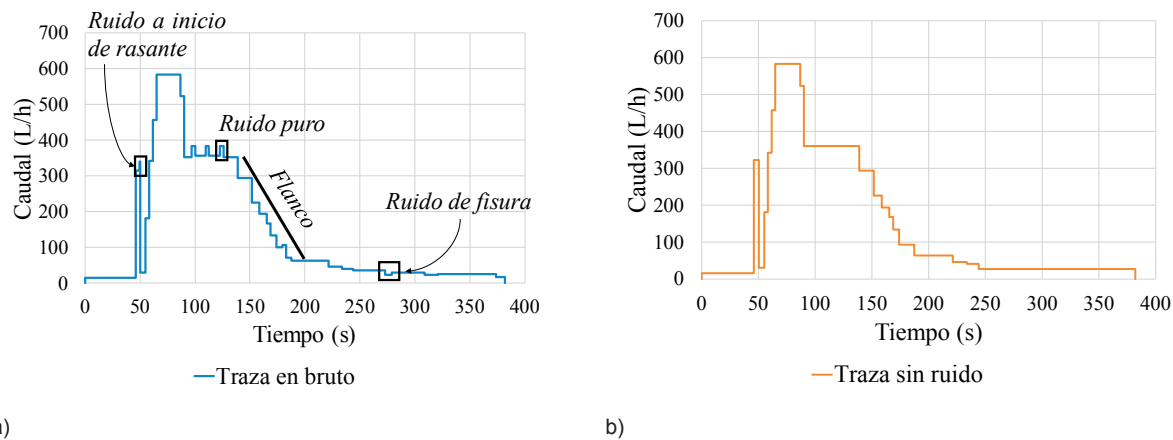 Ruido a inicio
de rasante
Ruido puro
Flanco
Ruido de fisura
Caudal (L/h)
700
600
500
400
300
200
100
0
0 50 100 150 200 250 300 350 400
Tiempo (s)
Traza en bruto
a)
Caudal (L/h)
700
600
500
400
300
200
100
0
0 50 100 150 200 250 300 350 400
Tiempo (s)
Traza sin ruido
b)